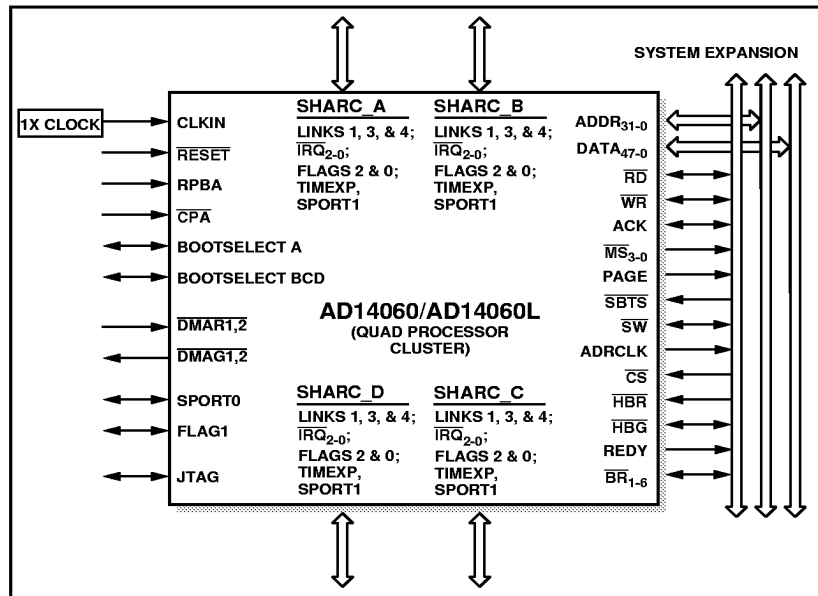 SYSTEM EXPANSION
1X CLOCK
CLKIN
RESET
RPBA
CPA
BOOTSELECT A
BOOTSELECT BCD
DMAR1,2
DMAG1,2
SPORT0
FLAG1
JTAG
SHARC_A
LINKS 1, 3, & 4;
IRQ2-0;
FLAGS 2 & 0;
TIMEXP,
SPORT1
SHARC_B
LINKS 1, 3, & 4;
IRQ2-0;
FLAGS 2 & 0;
TIMEXP,
SPORT1
AD14060/AD14060L
(QUAD PROCESSOR
CLUSTER)
SHARC_D
LINKS 1, 3, & 4;
IRQ2-0;
FLAGS 2 & 0;
TIMEXP,
SPORT1
SHARC_C
LINKS 1, 3, & 4;
IRQ2-0;
FLAGS 2 & 0;
TIMEXP,
SPORT1
ADDR31-0
DATA47-0
RD
WR
ACK
MS3-0
PAGE
SBTS
SW
ADRCLK
CS
HBR
HBG
REDY
BR1-6